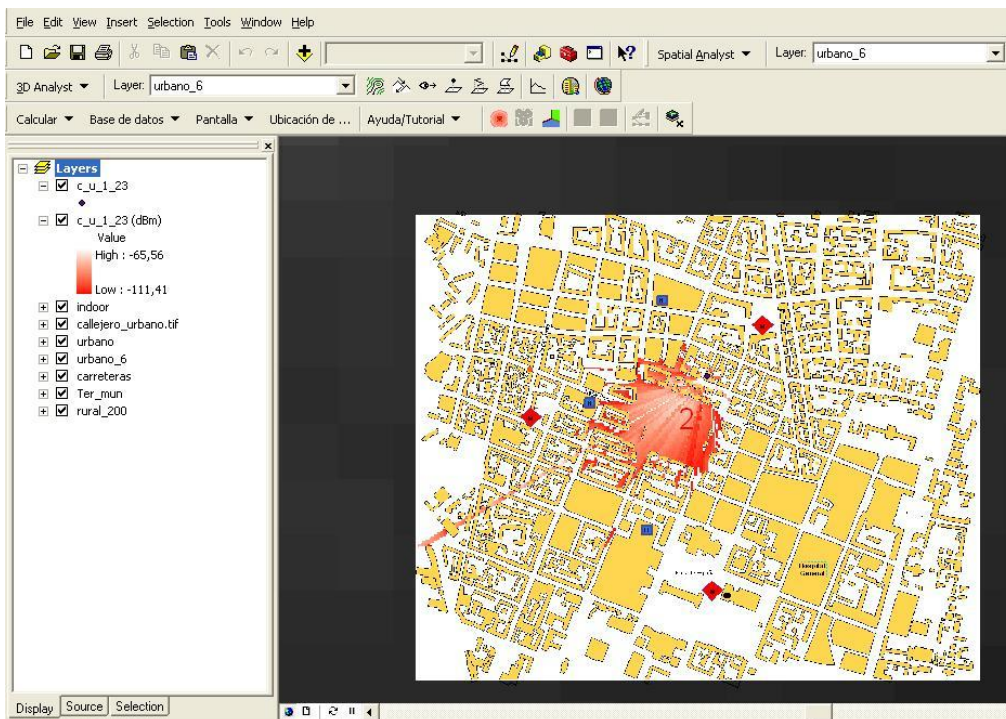 File Edit View Insert Selection Tools Window Help
Spatial Analyst Layer: urbano_6
3D Analyst Layer: urbano_6
Calcular Base de datos Pantalla Ubicación de ... Ayuda/Tutorial
Layers
c_u_1_23
c_u_1_23 (dBm)
Value
High : -65,56
Low : -111,41
indoor
callejero_urbano.tif
urbano
urbano_6
carreteras
Ter_mun
rural_200
2
Hospital
General
Display Source Selection